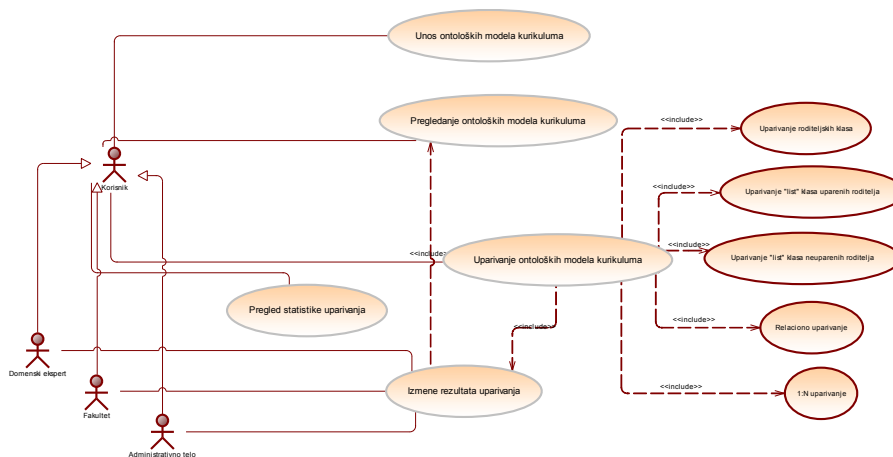 Unos ontoloških modela kurikuluma
Pregledanje ontoloških modela kurikuluma
<<include>>
Uparivanje roditeljskih klasa
Korisnik
<<include>>
Uparivanje "list" klasa uparenih roditelja
<<include>>
<<include>>
Uparivanje ontoloških modela kurikuluma
Uparivanje "list" klasa neuparenih roditelja
Pregled statistike uparivanja
<<include>>
<<include>>
Relaciono uparivanje
Domenski ekspert
Izmene rezultata uparivanja
<<include>>
1:N uparivanje
Fakultet
Administrativno telo